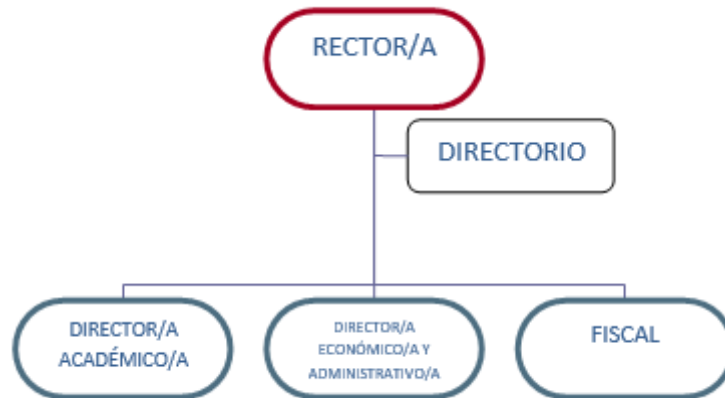 RECTOR/A
DIRECTORIO
DIRECTOR/A
ACADÉMICO/A
DIRECTOR/A
ECONÓMICO/A Y
ADMINISTRATIVO/A
FISCAL